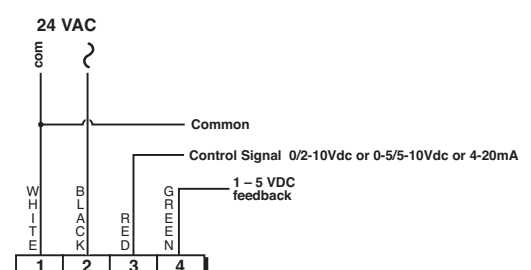 24 VAC
com
Common
Control Signal 0/2-10Vdc or 0-5/5-10Vdc or 4-20mA
1 – 5 VDC
feedback
WHITE
BLACK
RED
GREEN
1 2 3 4